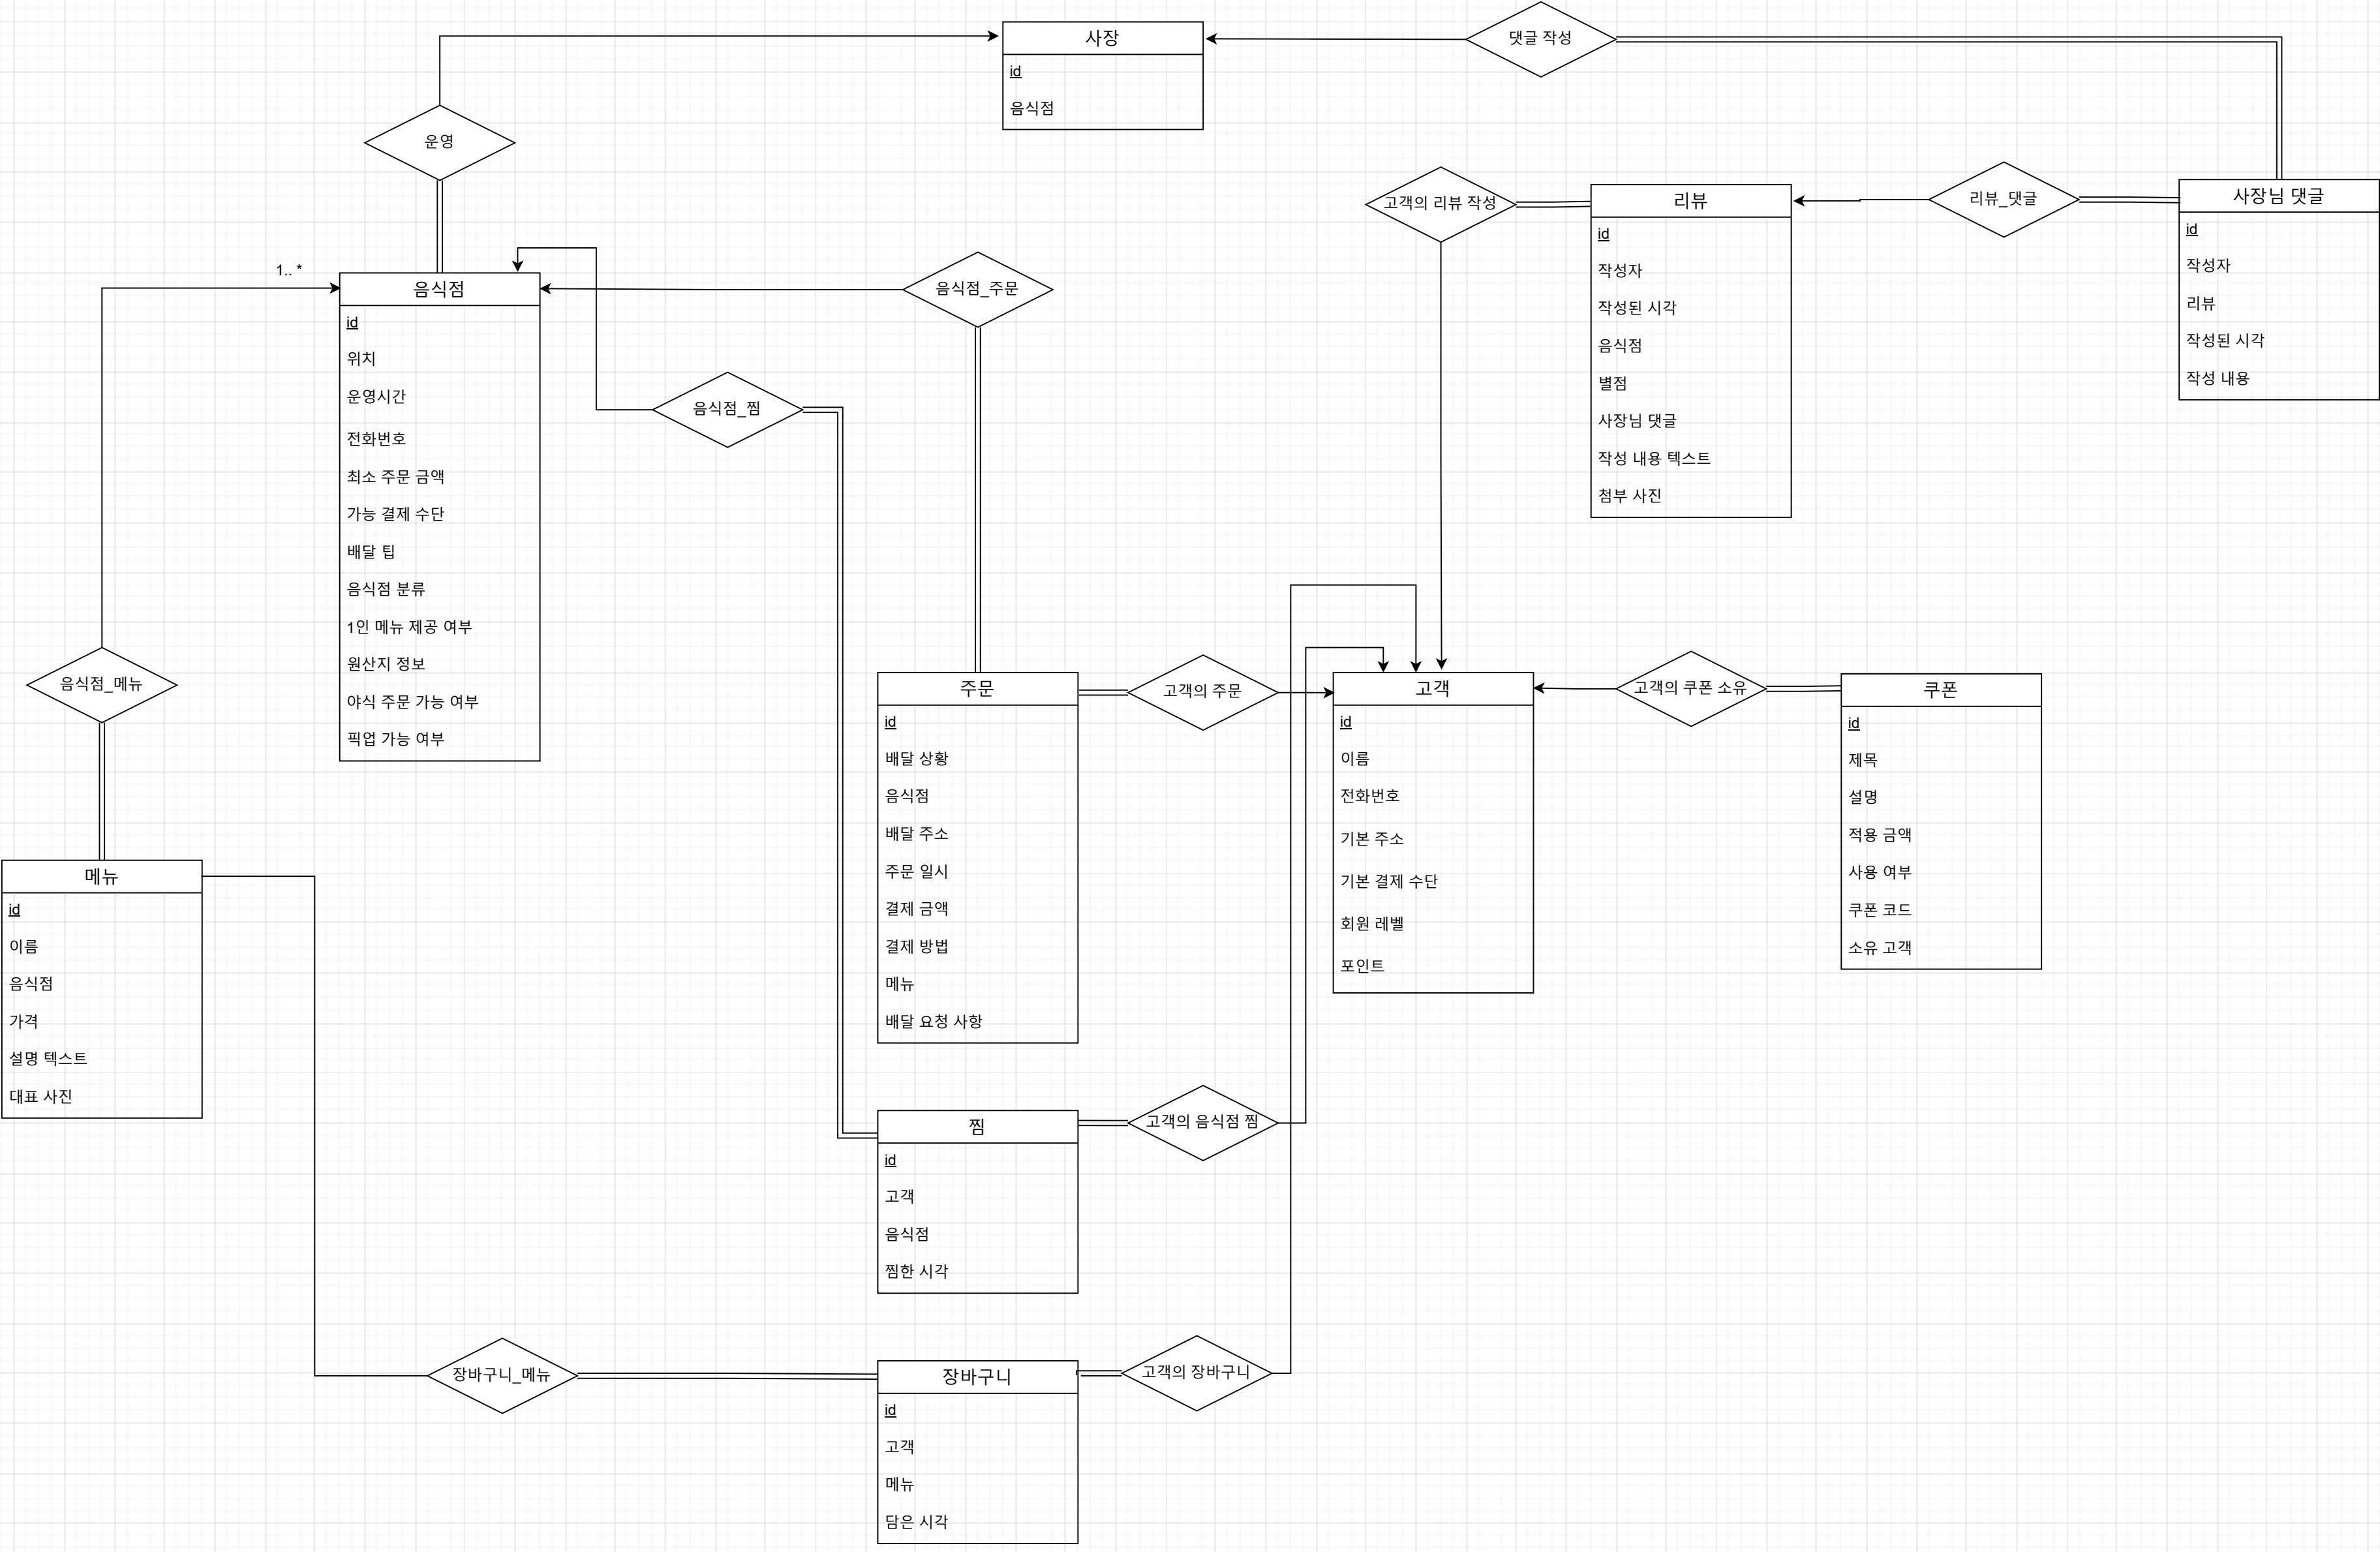 사장
id
음식점
댓글 작성
운영
고객의 리뷰 작성
리뷰
id
작성자
작성된 시각
음식점
별점
사장님 댓글
작성 내용 텍스트
첨부 사진
리뷰_댓글
사장님 댓글
id
작성자
리뷰
작성된 시각
작성 내용
1.. *
음식점
id
위치
운영시간
전화번호
최소 주문 금액
가능 결제 수단
배달 팁
음식점 분류
1인 메뉴 제공 여부
원산지 정보
야식 주문 가능 여부
픽업 가능 여부
음식점_주문
음식점_찜
음식점_메뉴
주문
id
배달 상황
음식점
배달 주소
주문 일시
결제 금액
결제 방법
메뉴
배달 요청 사항
고객의 주문
고객
id
이름
전화번호
기본 주소
기본 결제 수단
회원 레벨
포인트
고객의 쿠폰 소유
쿠폰
id
제목
설명
적용 금액
사용 여부
쿠폰 코드
소유 고객
메뉴
id
이름
음식점
가격
설명 텍스트
대표 사진
찜
id
고객
음식점
찜한 시각
고객의 음식점 찜
장바구니_메뉴
장바구니
id
고객
메뉴
담은 시각
고객의 장바구니